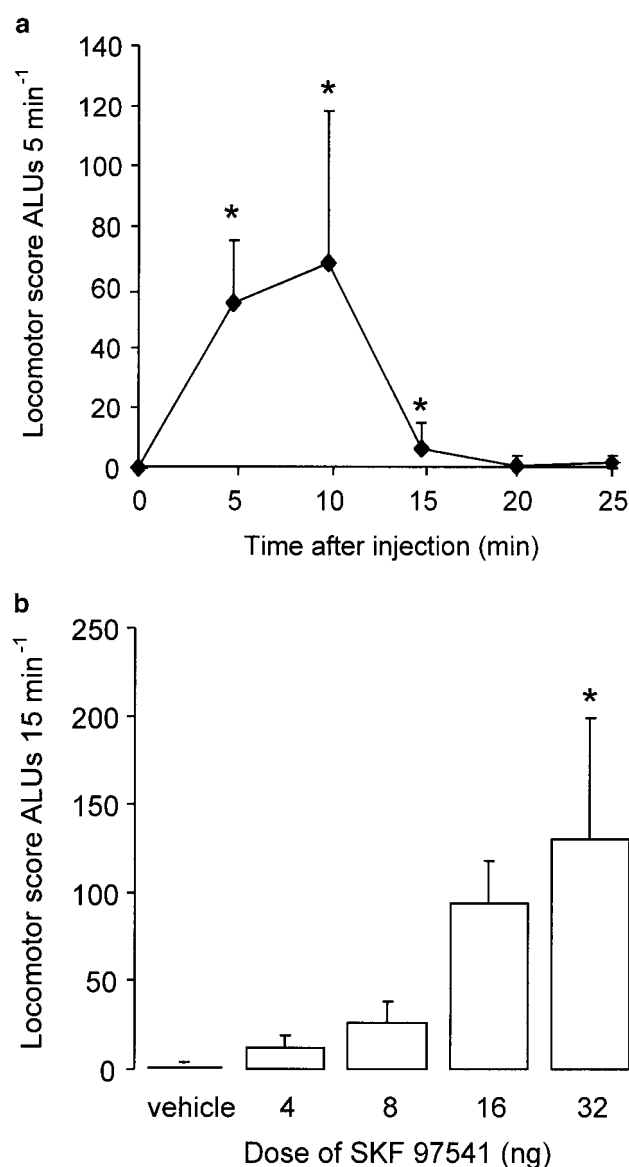 a
Locomotor score ALUs 5 min⁻¹
140
120
100
80
60
40
20
0
*
*
*
0 5 10 15 20 25
Time after injection (min)
b
Locomotor score ALUs 15 min⁻¹
250
200
150
100
50
0
*
vehicle 4 8 16 32
Dose of SKF 97541 (ng)